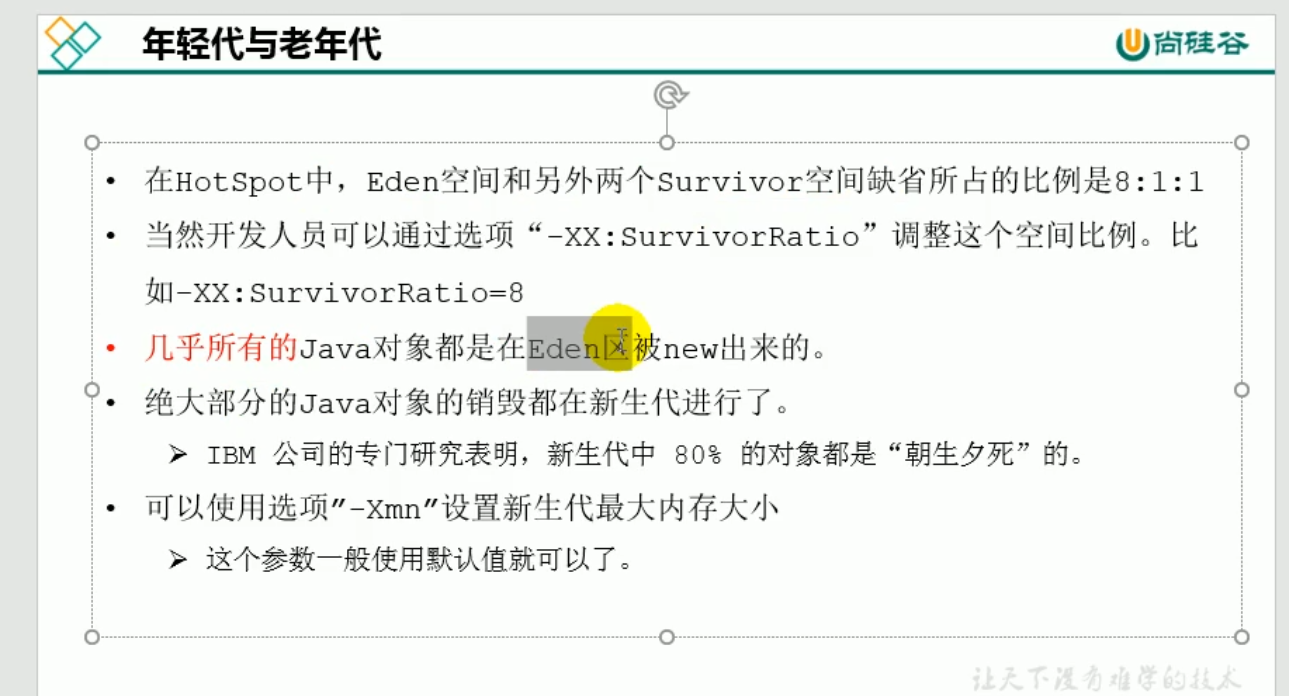 年轻代与老年代
尚硅谷
• 在HotSpot中，Eden空间和另外两个Survivor空间缺省所占的比例是8:1:1
• 当然开发人员可以通过选项“-XX:SurvivorRatio”调整这个空间比例。比
如-XX:SurvivorRatio=8
• 几乎所有的Java对象都是在Eden区被new出来的。
• 绝大部分的Java对象的销毁都在新生代进行了。
➢ IBM 公司的专门研究表明，新生代中 80% 的对象都是“朝生夕死”的。
• 可以使用选项"-Xmn"设置新生代最大内存大小
➢ 这个参数一般使用默认值就可以了。
让天下没有难学的技术